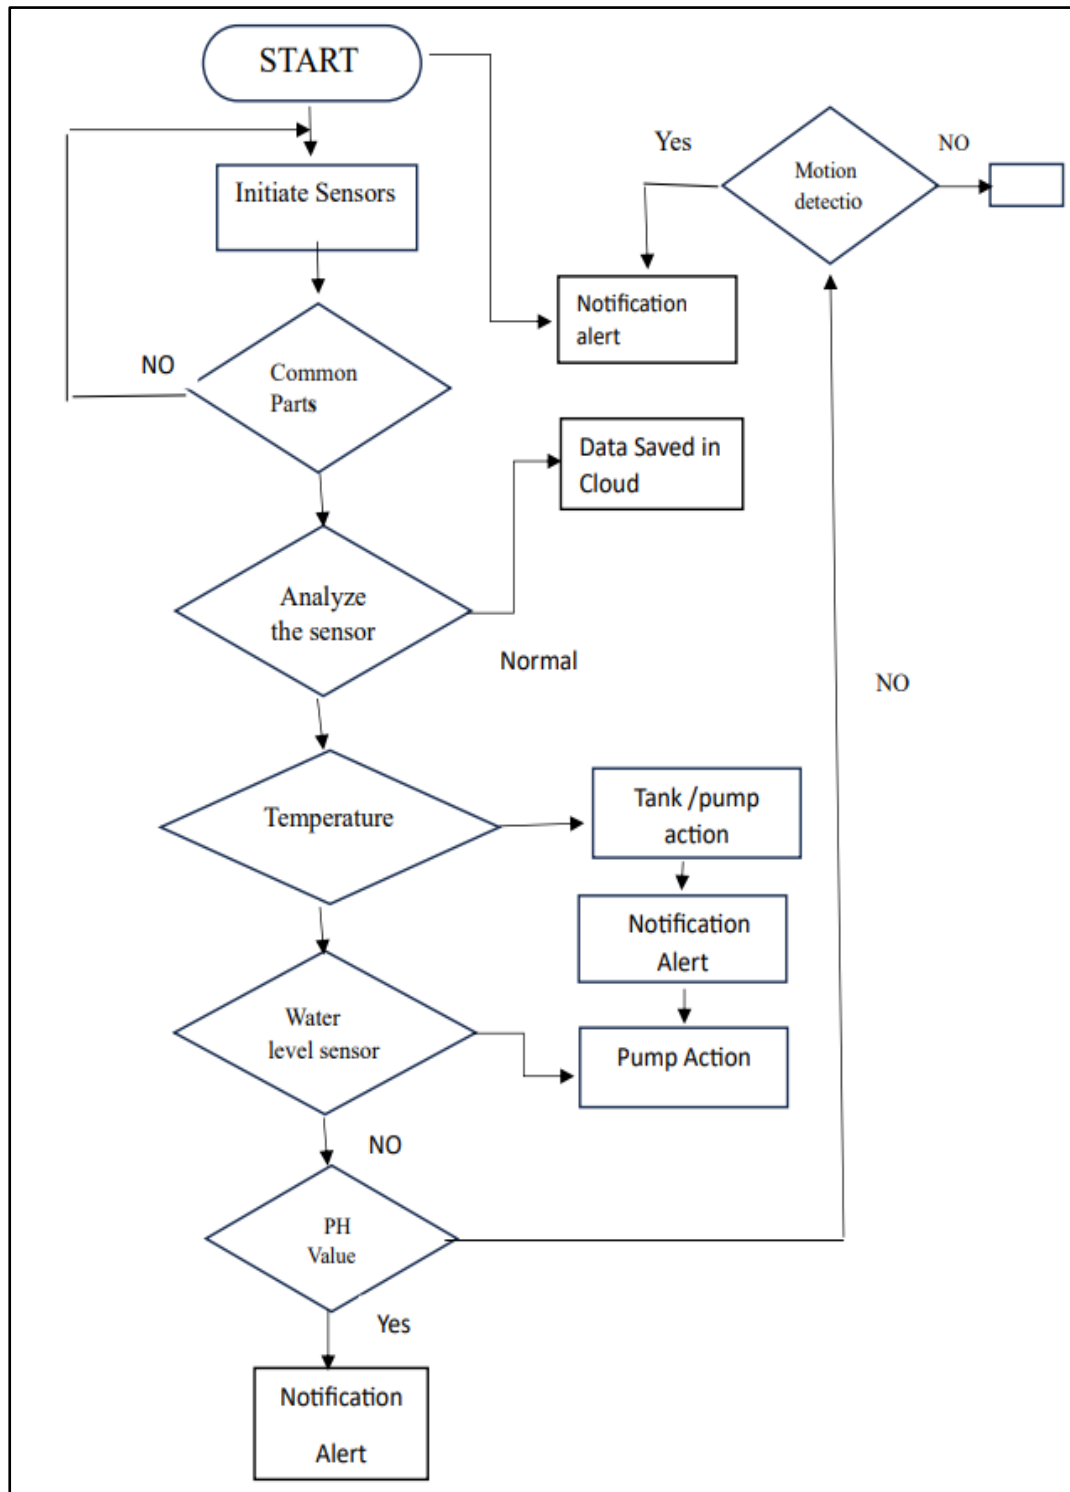 START
Yes
NO
Motion
detectio
Initiate Sensors
Notification
alert
NO
Common
Parts
Data Saved in
Cloud
Analyze
the sensor
Normal
NO
Temperature
Tank /pump
action
Notification
Alert
Water
level sensor
Pump Action
NO
PH
Value
Yes
Notification
Alert